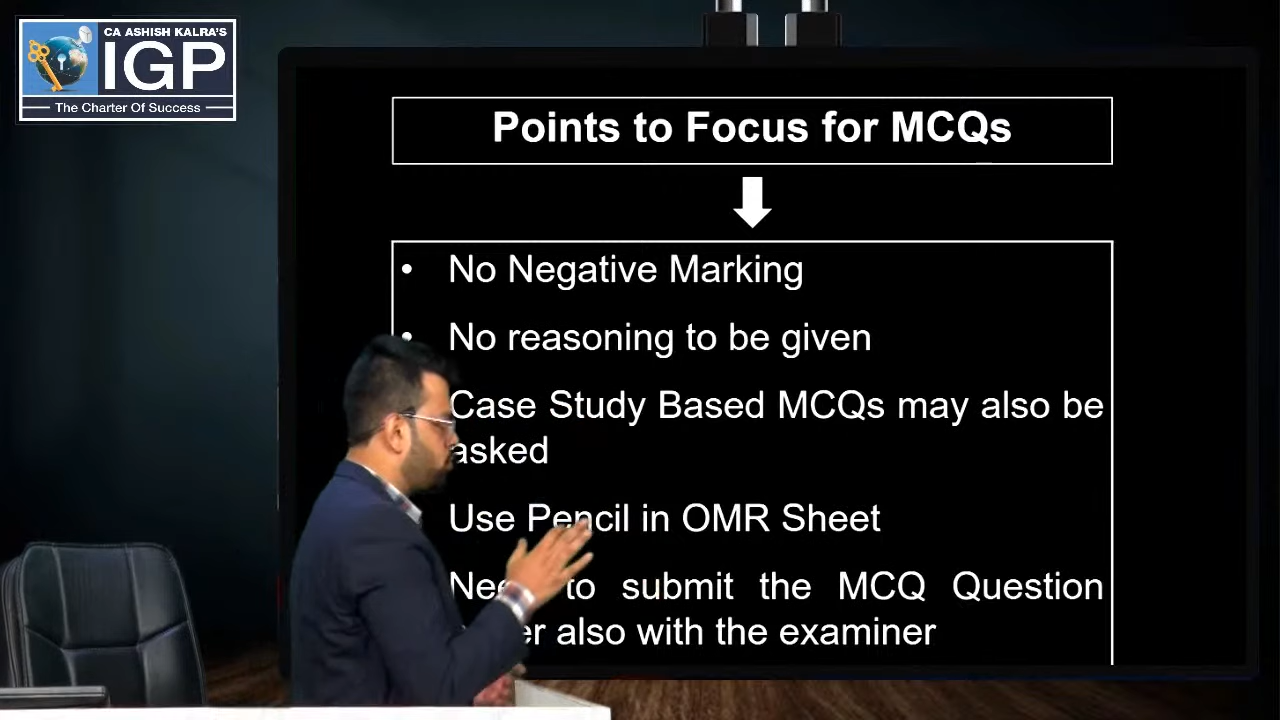 CA ASHISH KALRA'S
IGP
The Charter Of Success
Points to Focus for MCQs
• No Negative Marking
• No reasoning to be given
Case Study Based MCQs may also be
asked
Use Pencil in OMR Sheet
to submit the MCQ Question
also with the examiner